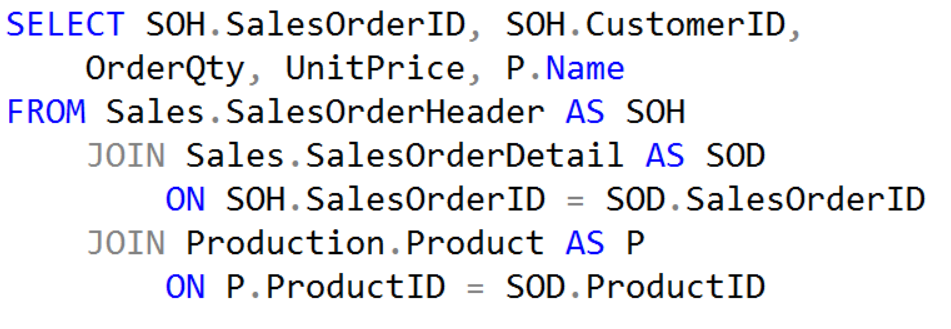 SELECT SOH.SalesOrderID, SOH.CustomerID,
OrderQty, UnitPrice, P.Name
FROM Sales.SalesOrderHeader AS SOH
JOIN Sales.SalesOrderDetail AS SOD
ON SOH.SalesOrderID = SOD.SalesOrderID
JOIN Production.Product AS P
ON P.ProductID = SOD.ProductID